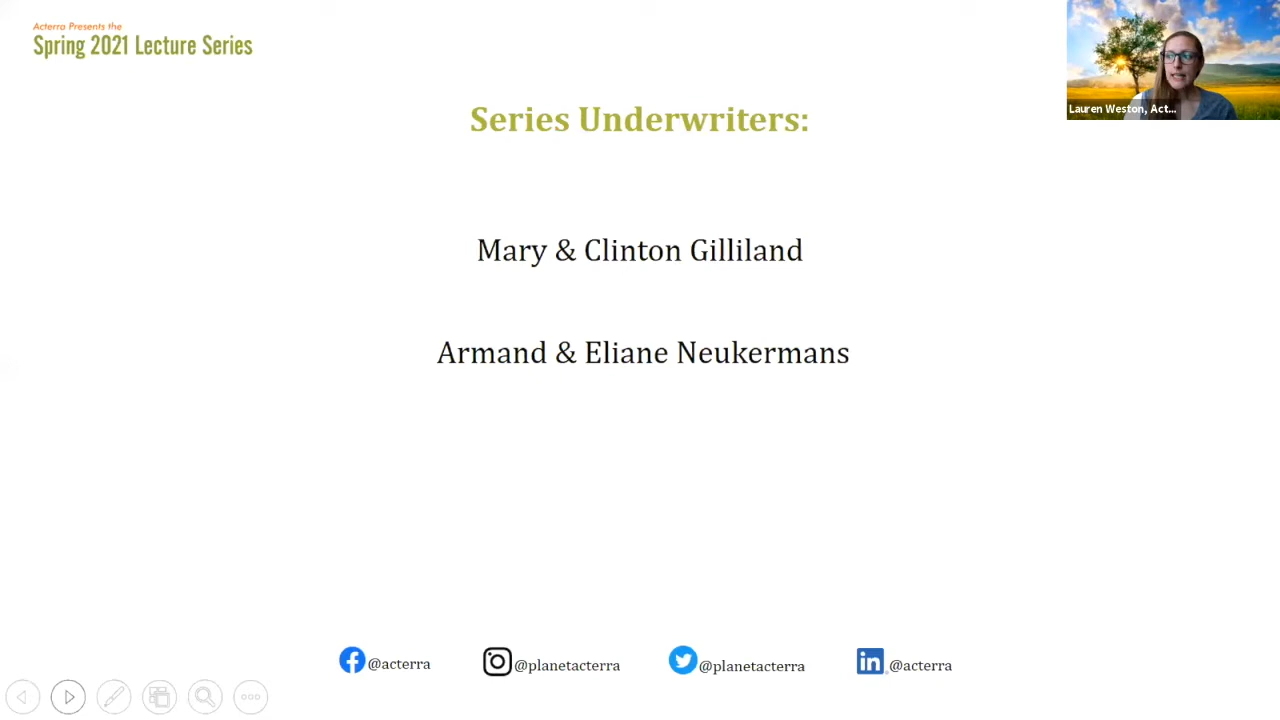 Acterra Presents the
Spring 2021 Lecture Series
Lauren Weston, Act...
Series Underwriters:
Mary & Clinton Gilliland
Armand & Eliane Neukermans
@acterra
@planetacterra
@planetacterra
in @acterra